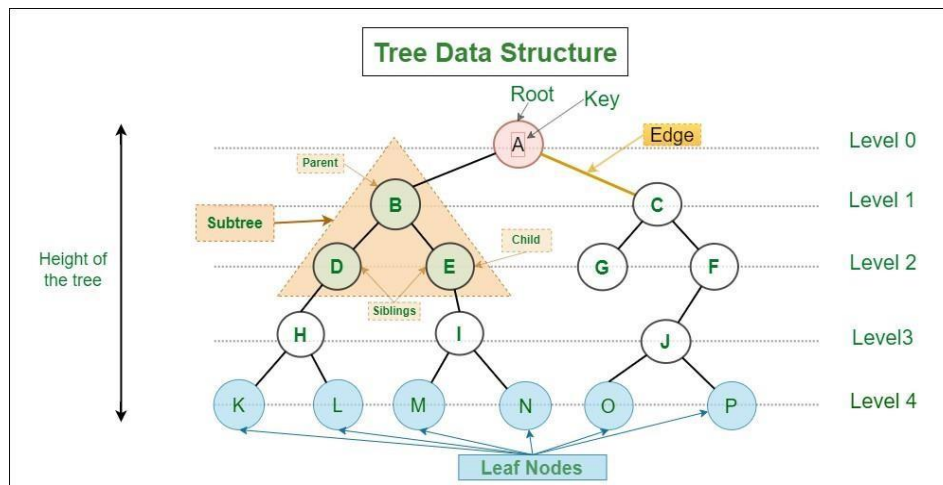 Tree Data Structure
Root
Key
A
Edge
Level 0
Parent
B
C
Level 1
Subtree
Child
D
E
G
F
Level 2
Height of
the tree
Siblings
H
I
J
Level3
K
L
M
N
O
P
Level 4
Leaf Nodes